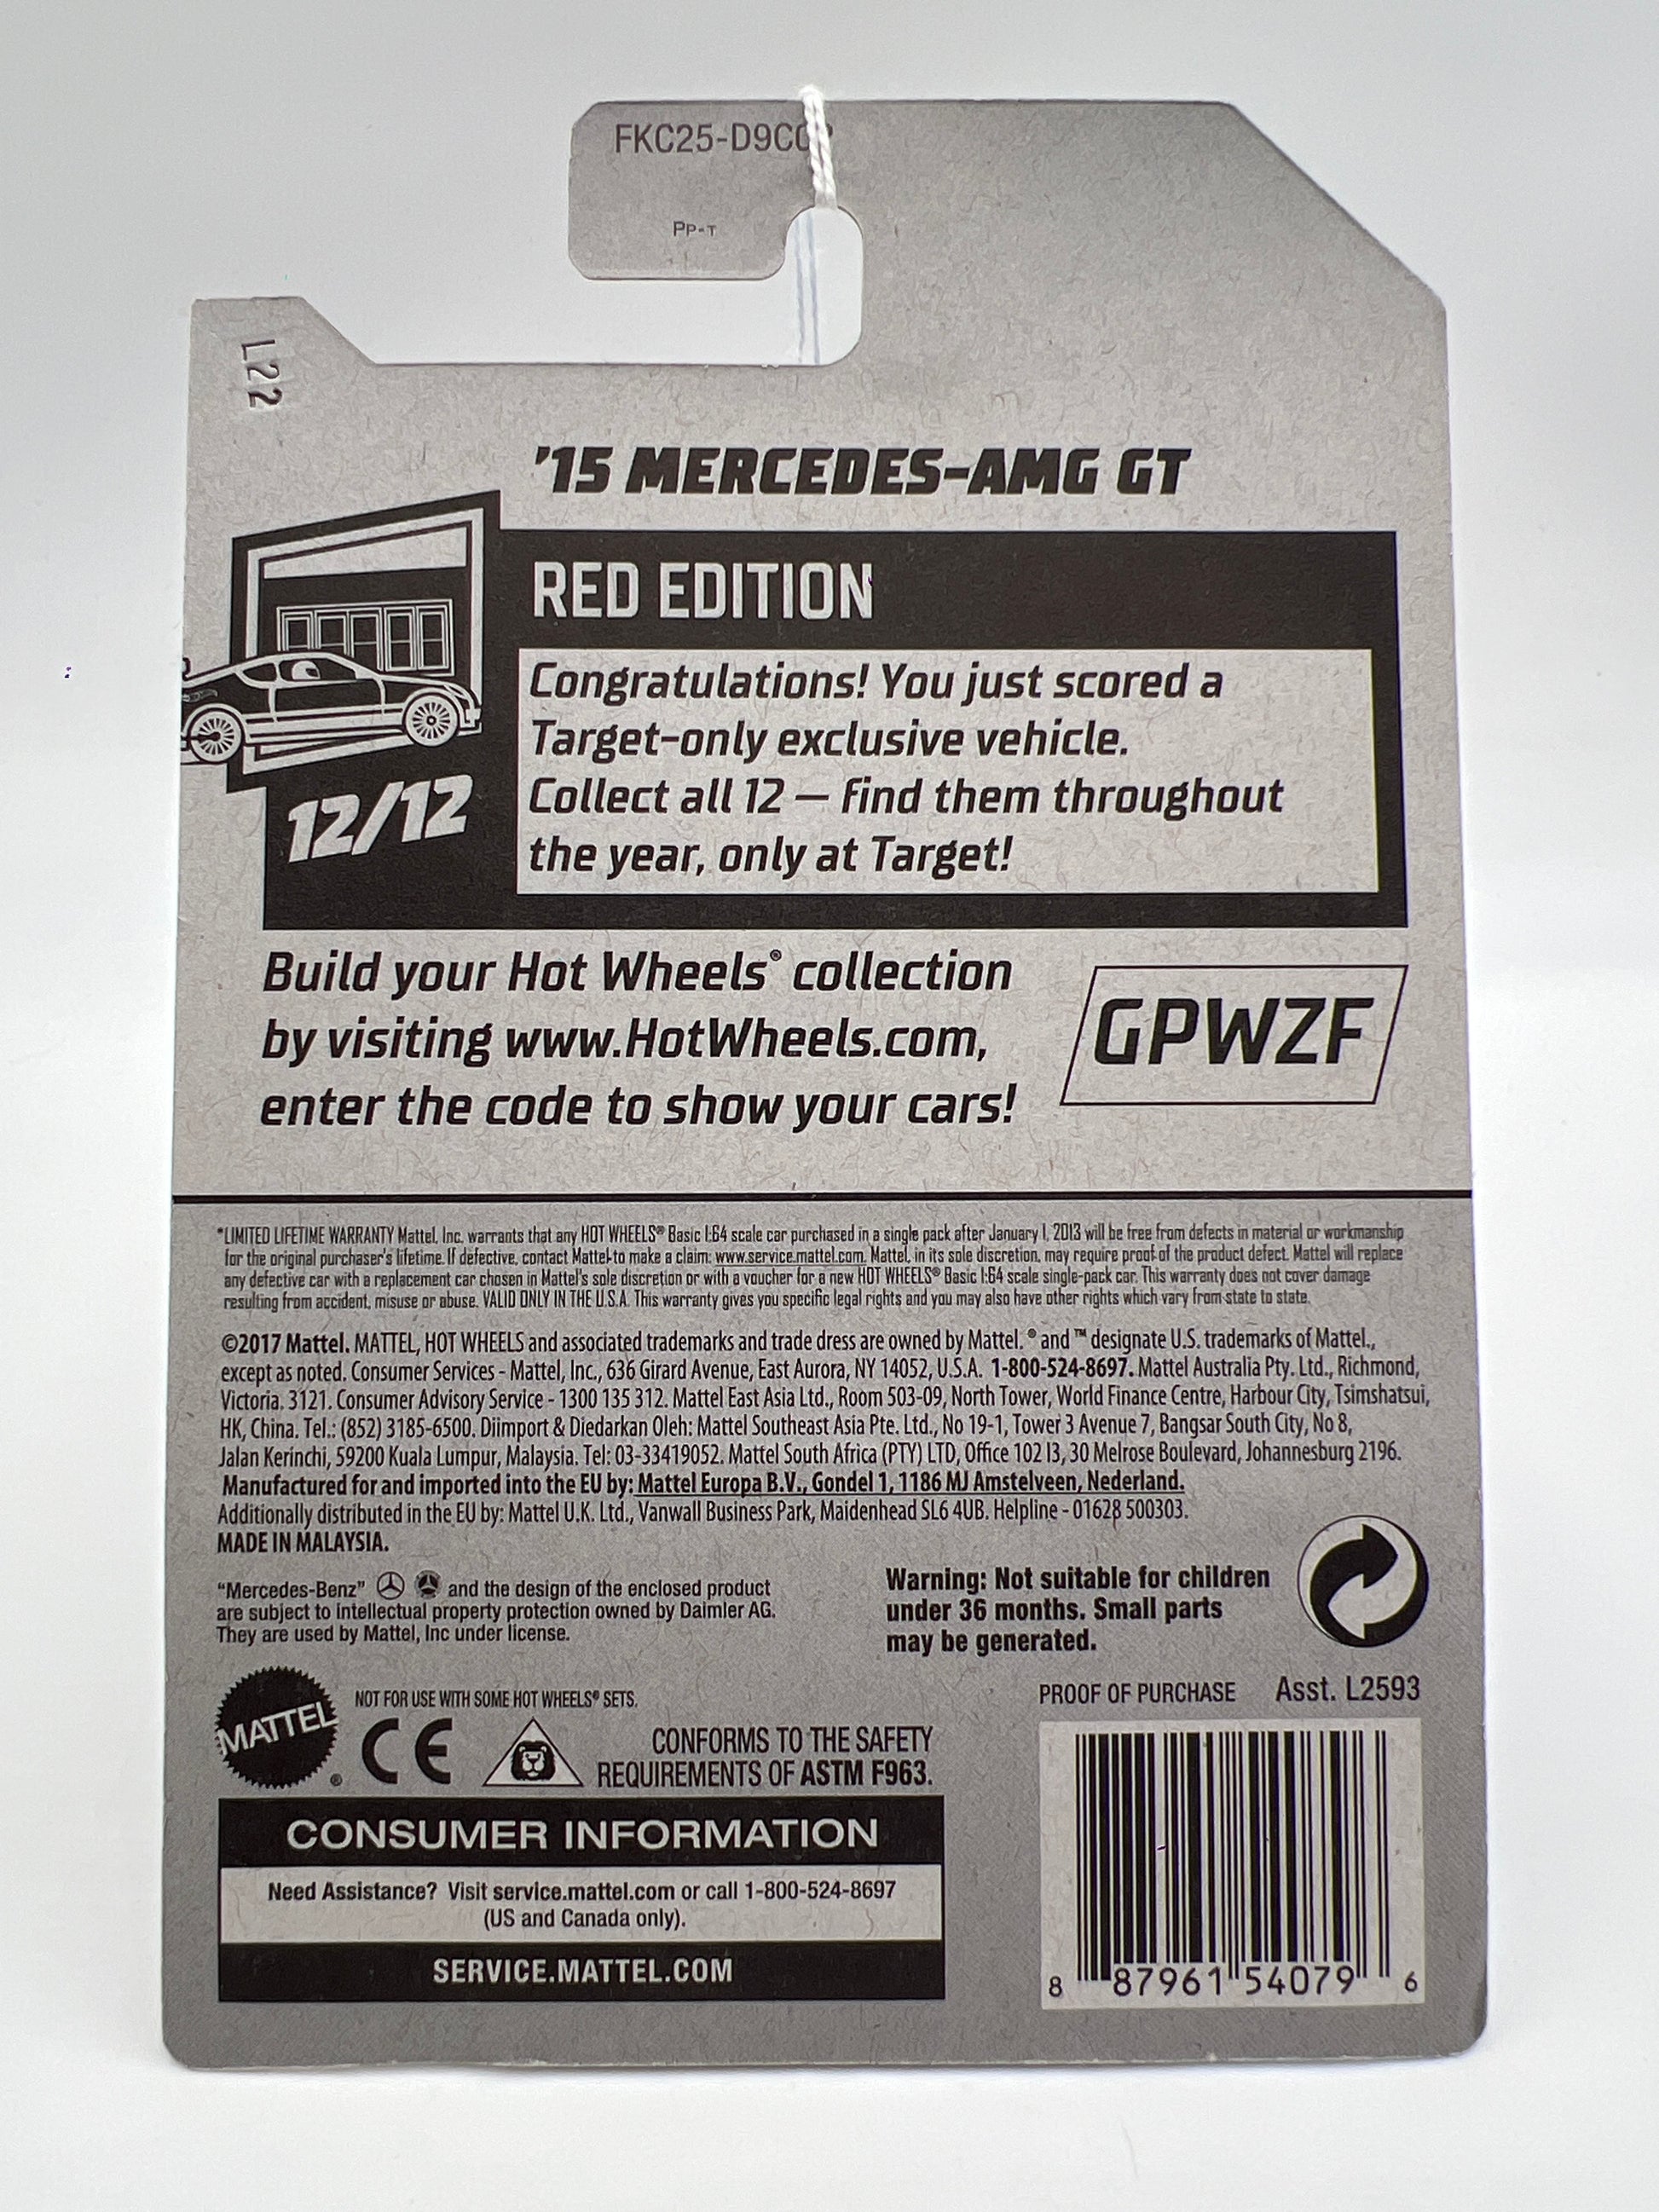 FKC25-D9C0
PP-T
L22
'15 MERCEDES-AMG GT
RED EDITION
Congratulations! You just scored a
Target-only exclusive vehicle.
Collect all 12 – find them throughout
the year, only at Target!
12/12
Build your Hot Wheels® collection
by visiting www.HotWheels.com,
enter the code to show your cars!
GPWZF
*LIMITED LIFETIME WARRANTY Mattel, Inc. warrants that any HOT WHEELS® Basic 1:64 scale car purchased in a single pack after January 1, 2013 will be free from defects in material or workmanship
for the original purchaser's lifetime. If defective, contact Mattel to make a claim: www.service.mattel.com. Mattel, in its sole discretion, may require proof of the product defect. Mattel will replace
any defective car with a replacement car chosen in Mattel's sole discretion or with a voucher for a new HOT WHEELS® Basic 1:64 scale single-pack car. This warranty does not cover damage
resulting from accident, misuse or abuse. VALID ONLY IN THE U.S.A. This warranty gives you specific legal rights and you may also have other rights which vary from state to state.
©2017 Mattel. MATTEL, HOT WHEELS and associated trademarks and trade dress are owned by Mattel. ® and ™ designate U.S. trademarks of Mattel.,
except as noted. Consumer Services - Mattel, Inc., 636 Girard Avenue, East Aurora, NY 14052, U.S.A. 1-800-524-8697. Mattel Australia Pty. Ltd., Richmond,
Victoria. 3121. Consumer Advisory Service - 1300 135 312. Mattel East Asia Ltd., Room 503-09, North Tower, World Finance Centre, Harbour City, Tsimshatsui,
HK, China. Tel.: (852) 3185-6500. Diimport & Diedarkan Oleh: Mattel Southeast Asia Pte. Ltd., No 19-1, Tower 3 Avenue 7, Bangsar South City, No 8,
Jalan Kerinchi, 59200 Kuala Lumpur, Malaysia. Tel: 03-33419052. Mattel South Africa (PTY) LTD, Office 102 I3, 30 Melrose Boulevard, Johannesburg 2196.
Manufactured for and imported into the EU by: Mattel Europa B.V., Gondel 1, 1186 MJ Amstelveen, Nederland.
Additionally distributed in the EU by: Mattel U.K. Ltd., Vanwall Business Park, Maidenhead SL6 4UB. Helpline - 01628 500303.
MADE IN MALAYSIA.
"Mercedes-Benz" and the design of the enclosed product
are subject to intellectual property protection owned by Daimler AG.
They are used by Mattel, Inc under license.
Warning: Not suitable for children
under 36 months. Small parts
may be generated.
PROOF OF PURCHASE Asst. L2593
MATTEL®
NOT FOR USE WITH SOME HOT WHEELS® SETS.
CE
CONFORMS TO THE SAFETY
REQUIREMENTS OF ASTM F963.
CONSUMER INFORMATION
Need Assistance? Visit service.mattel.com or call 1-800-524-8697
(US and Canada only).
SERVICE.MATTEL.COM
8 87961 54079 6